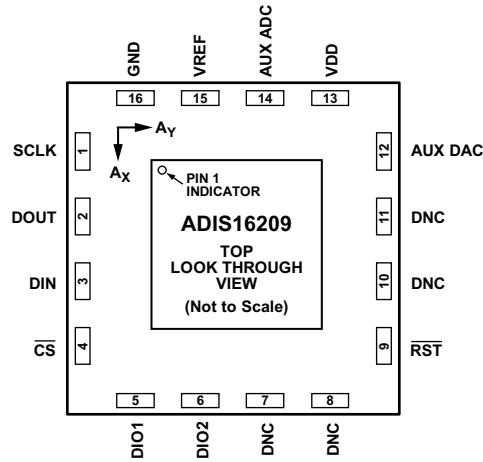 GND
VREF
AUX ADC
VDD
16
15
14
13
SCLK
1
AY
AX
12
AUX DAC
PIN 1
INDICATOR
DOUT
2
ADIS16209
11
DNC
TOP
LOOK THROUGH
VIEW
DIN
3
(Not to Scale)
10
DNC
CS
4
9
RST
5
6
7
8
DIO1
DIO2
DNC
DNC